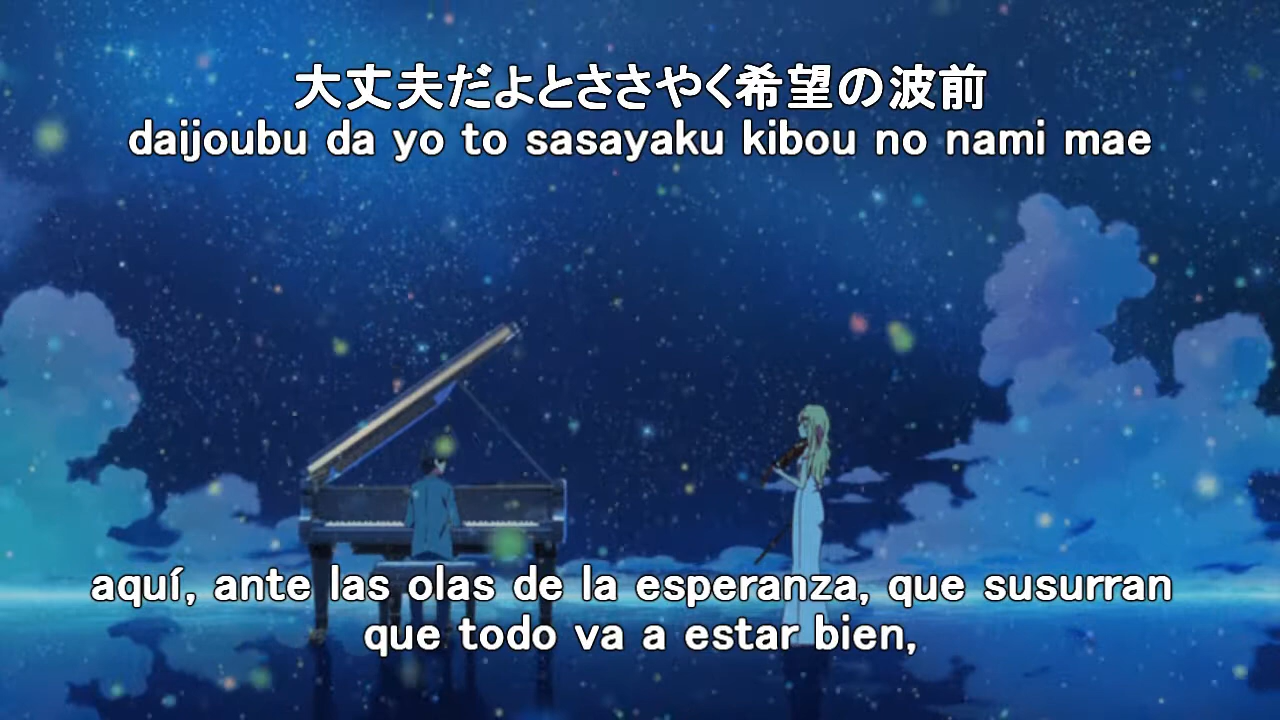 大丈夫だよとささやく希望の波前
daijoubu da yo to sasayaku kibou no nami mae
aquí, ante las olas de la esperanza, que susurran
que todo va a estar bien,